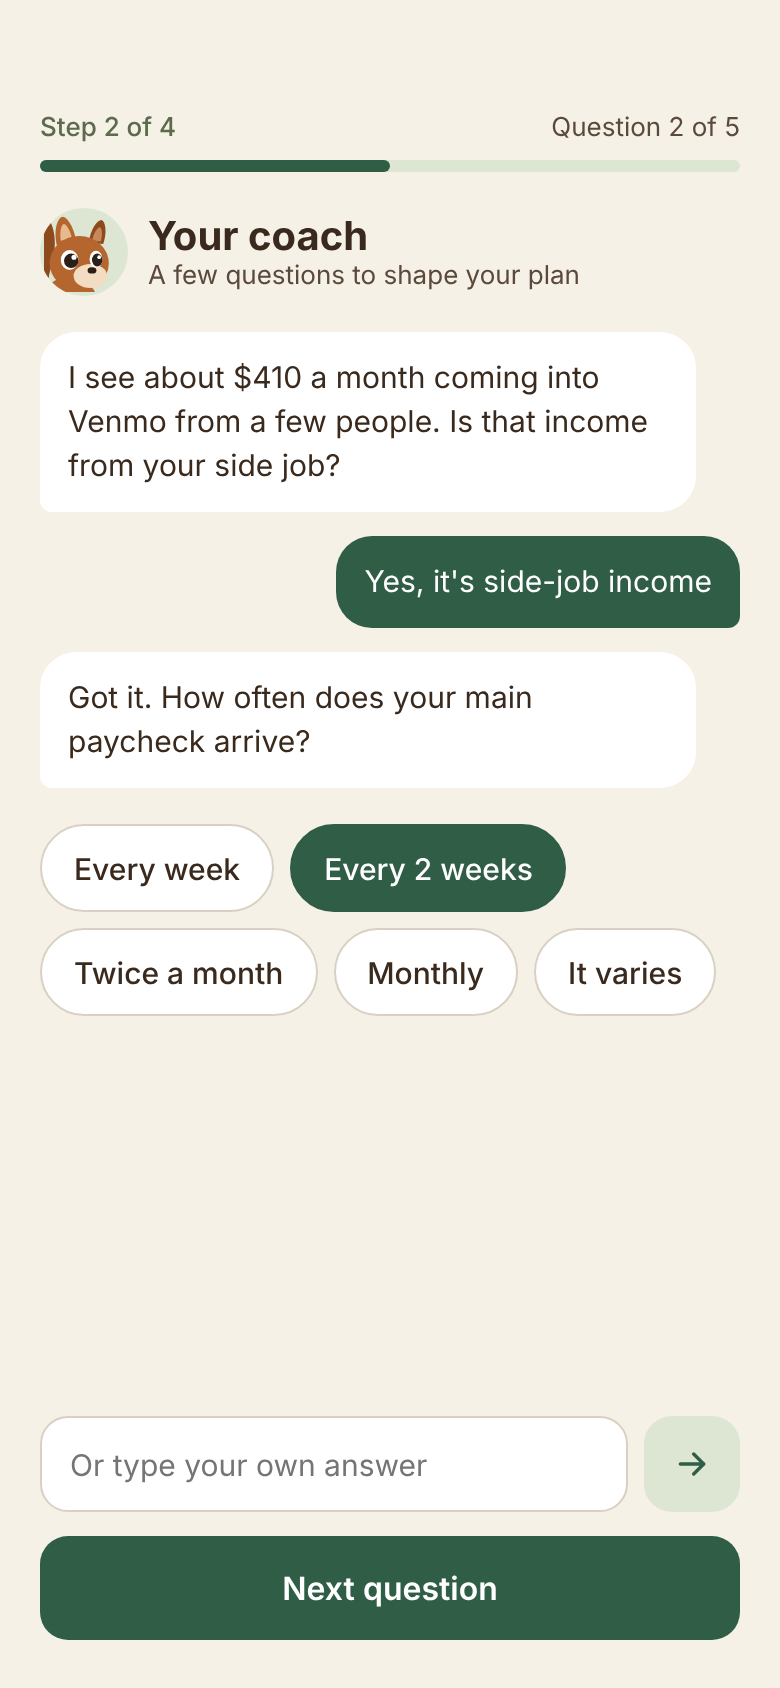 Step 2 of 4
Question 2 of 5
Your coach
A few questions to shape your plan
I see about $410 a month coming into
Venmo from a few people. Is that income
from your side job?
Yes, it's side-job income
Got it. How often does your main
paycheck arrive?
Every week
Every 2 weeks
Twice a month
Monthly
It varies
Or type your own answer
Next question